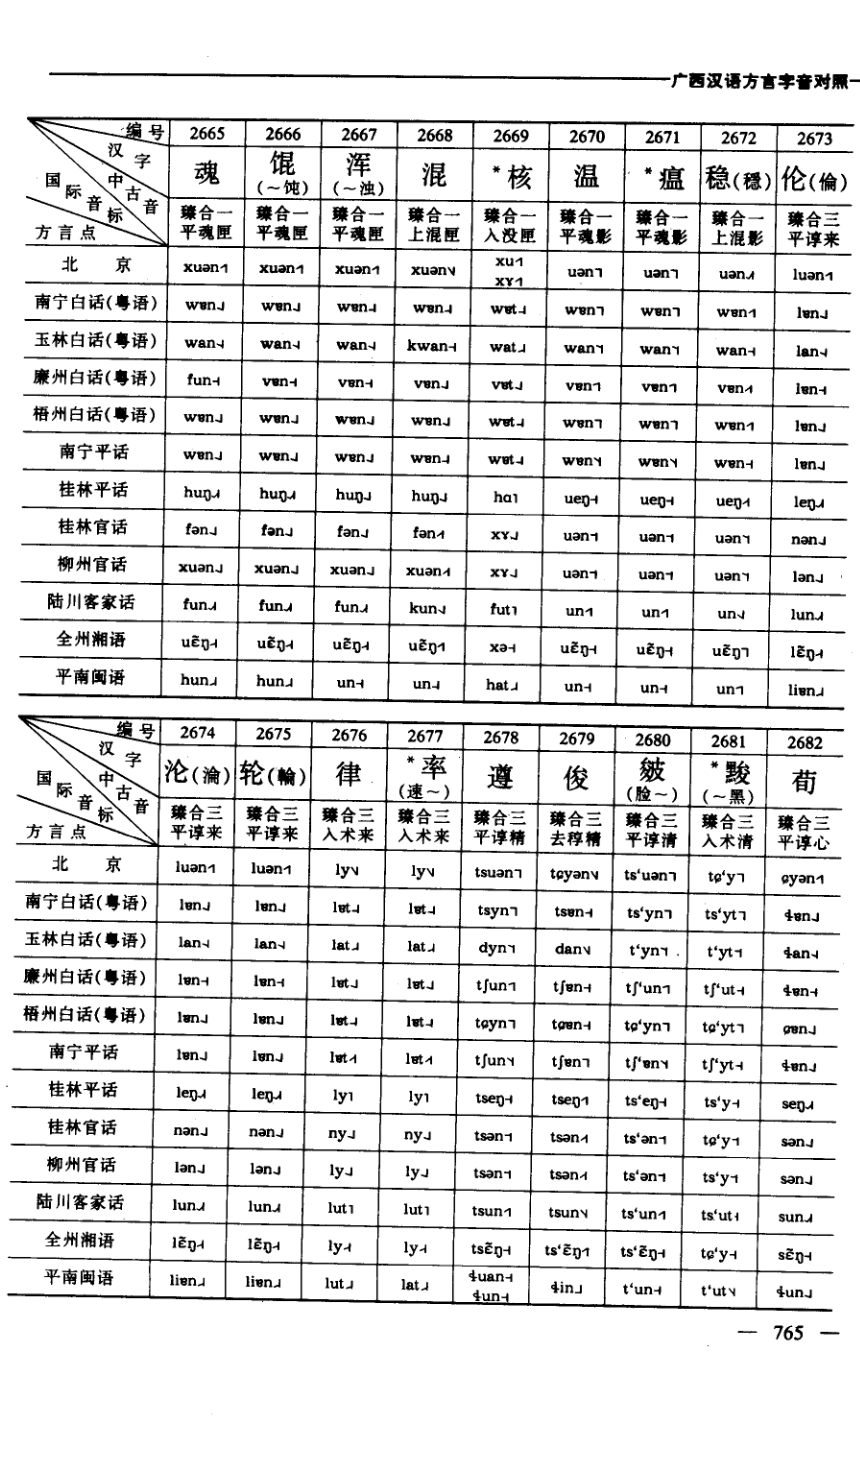 广西汉语方言字音对照
编号 2665 2666 2667 2668 2669 2670 2671 2672 2673
汉字 魂 馄(~饨) 浑(~浊) 混 *核 温 *瘟 稳(穩) 伦(倫)
国际音标 中古音 臻合一 臻合一 臻合一 臻合一 臻合一 臻合一 臻合一 臻合一 臻合三
方言点 平魂匣 平魂匣 平魂匣 上混匣 入没匣 平魂影 平魂影 上混影 平谆来
北京 xuən xuən xuən xuən xu xɤ uən uən uən luən
南宁白话(粤语) wɐn wɐn wɐn wɐn wɐt wɐn wɐn wɐn lɐn
玉林白话(粤语) wan wan wan kwan wat wan wan wan lan
廉州白话(粤语) fun vɐn vɐn vɐn vɐt vɐn vɐn vɐn lɐn
梧州白话(粤语) wɐn wɐn wɐn wɐn wɐt wɐn wɐn wɐn lɐn
南宁平话 wɐn wɐn wɐn wɐn wɐt wɐn wɐn wɐn lɐn
桂林平话 huŋ huŋ huŋ huŋ hɑ ueŋ ueŋ ueŋ leŋ
桂林官话 fən fən fən fən xɤ uən uən uən nən
柳州官话 xuən xuən xuən xuən xɤ uən uən uən lən
陆川客家话 fun fun fun kun fut un un un lun
全州湘语 uẽŋ uẽŋ uẽŋ uẽŋ xə uẽŋ uẽŋ uẽŋ lẽŋ
平南闽语 hun hun un un hat un un un liɐn
编号 2674 2675 2676 2677 2678 2679 2680 2681 2682
汉字 沦(淪) 轮(輪) 律 *率(速~) 遵 俊 皴(脸~) *黢(~黑) 荀
国际音标 中古音 臻合三 臻合三 臻合三 臻合三 臻合三 臻合三 臻合三 臻合三 臻合三
方言点 平谆来 平谆来 入术来 入术来 平谆精 去稕精 平谆清 入术清 平谆心
北京 luən luən ly ly tsuən tɕyən ts‘uən tɕ‘y ɕyən
南宁白话(粤语) lɐn lɐn lɐt lɐt tsyn tsɐn ts‘yn ts‘yt ɬɐn
玉林白话(粤语) lan lan lat lat dyn dan t‘yn t‘yt ɬan
廉州白话(粤语) lɐn lɐn lɐt lɐt tʃun tʃɐn tʃ‘un tʃ‘ut ɬɐn
梧州白话(粤语) lɐn lɐn lɐt lɐt tɕyn tɕɐn tɕ‘yn tɕ‘yt ɕɐn
南宁平话 lɐn lɐn lɐt lɐt tʃun tʃɐn tʃ‘ɐn tʃ‘yt ɬɐn
桂林平话 leŋ leŋ ly ly tseŋ tseŋ ts‘eŋ ts‘y seŋ
桂林官话 nən nən ny ny tsən tsən ts‘ən tɕ‘y sən
柳州官话 lən lən ly ly tsən tsən ts‘ən ts‘y sən
陆川客家话 lun lun lut lut tsun tsun ts‘un ts‘ut sun
全州湘语 lẽŋ lẽŋ ly ly tsẽŋ ts‘ẽŋ ts‘ẽŋ tɕ‘y sẽŋ
平南闽语 liɐn liɐn lut lat ɬuan ɬun ɬin t‘un t‘ut ɬun
— 765 —